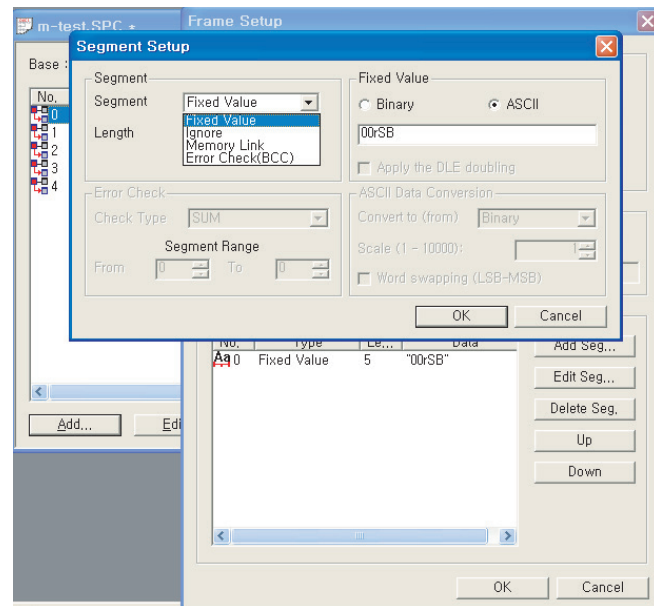 m-test.SPC *
Frame Setup
Segment Setup
Base :
No.
0
1
2
3
4
Segment
Segment
Fixed Value
Fixed Value
Ignore
Memory Link
Error Check(BCC)
Length
Fixed Value
Binary
ASCII
00rSB
Apply the DLE doubling
Error Check
Check Type
SUM
Segment Range
From
0
To
0
ASCII Data Conversion
Convert to (from)
Binary
Scale (1 - 10000):
1
Word swapping (LSB-MSB)
OK
Cancel
No.
Type
Le...
Data
Aa 0
Fixed Value
5
"00rSB"
Add Seg...
Edit Seg...
Delete Seg.
Up
Down
Add...
Edi
OK
Cancel